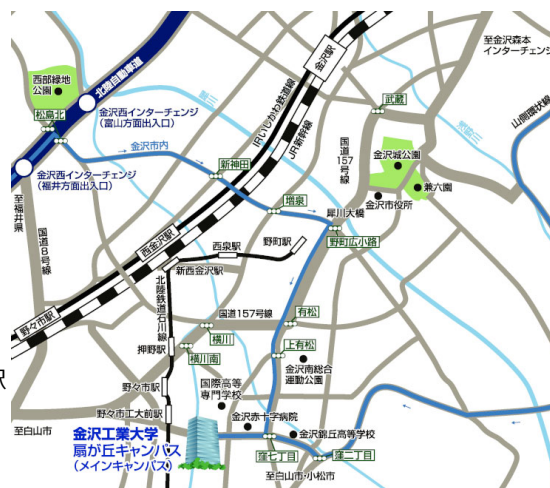 至金沢森本
インターチェンジ
山側環状線
金沢駅
IRいしかわ鉄道線
JR新幹線
北陸自動車道
西部緑地
公園
松島北
金沢西インターチェンジ
(富山方面出入口)
金沢市内
新神田
武蔵
国道
157
号線
金沢城公園
兼六園
金沢市役所
金沢西インターチェンジ
(福井方面出入口)
増泉
犀川大橋
野町広小路
至福井県
国道8号線
西金沢駅
西泉駅
野町駅
新西金沢駅
北陸鉄道石川線
野々市駅
国道157号線
有松
横川
押野駅
横川南
上有松
金沢南総合
運動公園
国際高等
専門学校
野々市駅
野々市工大前駅
駅
至白山市
金沢赤十字病院
金沢錦丘高等学校
金沢工業大学
扇が丘キャンパス
(メインキャンパス)
窪七丁目
窪二丁目
至白山市・小松市